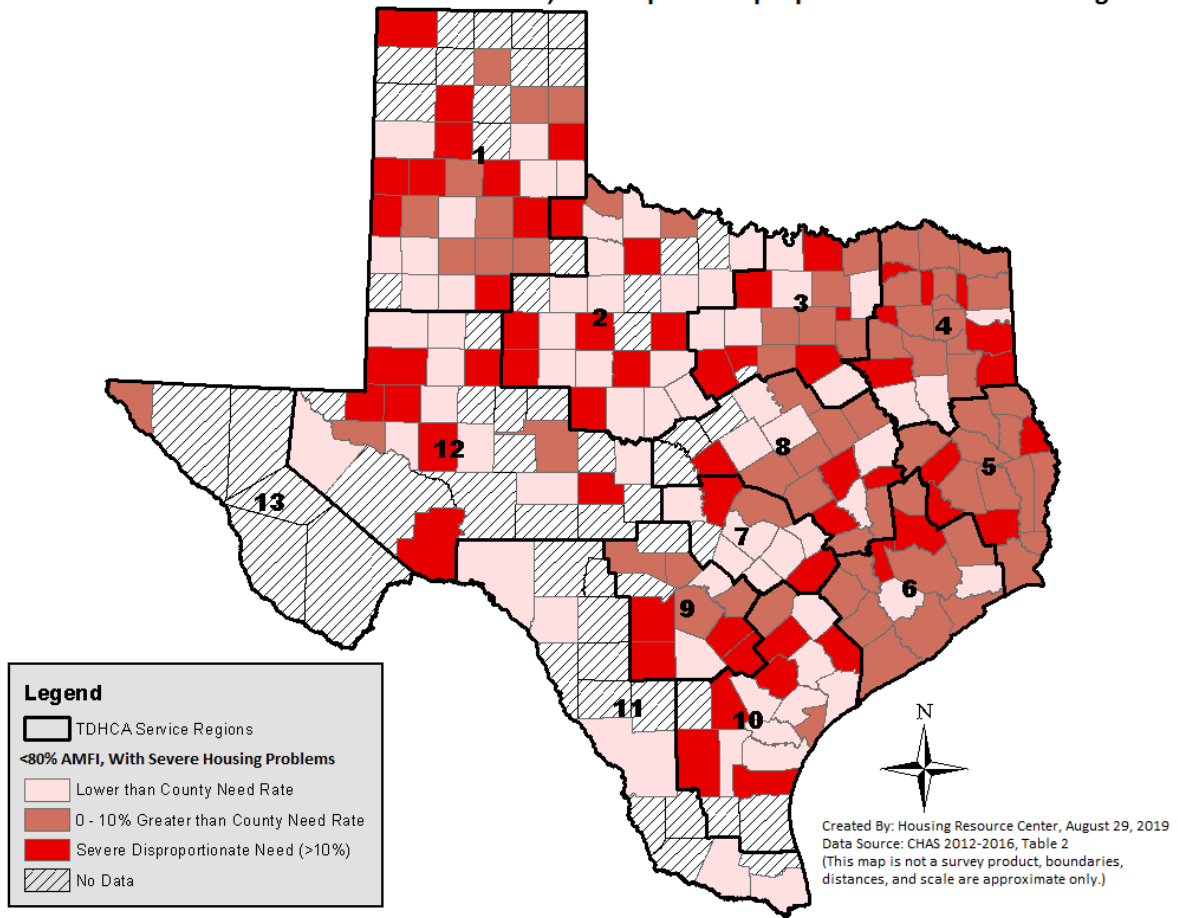 1
2
3
4
12
8
5
13
7
6
9
11
10
Legend
TDHCA Service Regions
<80% AMFI, With Severe Housing Problems
Lower than County Need Rate
0 - 10% Greater than County Need Rate
Severe Disproportionate Need (>10%)
No Data
N
Created By: Housing Resource Center, August 29, 2019
Data Source: CHAS 2012-2016, Table 2
(This map is not a survey product, boundaries,
distances, and scale are approximate only.)